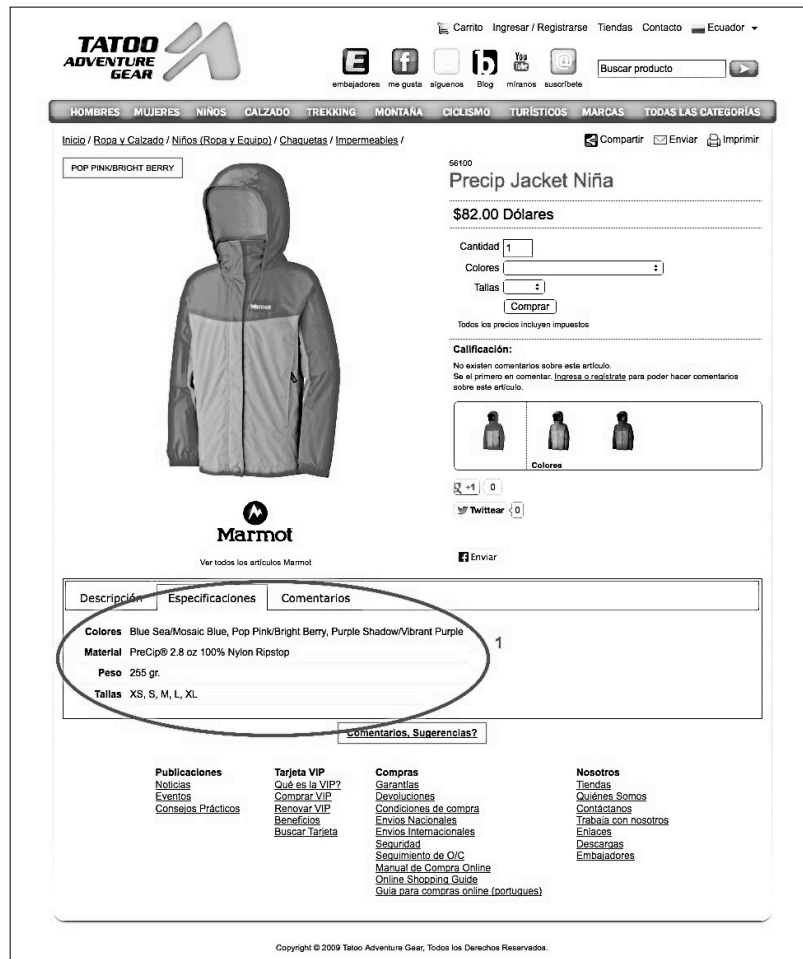 Carrito Ingresar / Registrarse Tiendas Contacto Ecuador
TATOO
ADVENTURE
GEAR
E f b You Tube @
embajadores me gusta síguenos Blog míranos suscríbete
Buscar producto
HOMBRES MUJERES NIÑOS CALZADO TREKKING MONTAÑA CICLISMO TURÍSTICOS MARCAS TODAS LAS CATEGORÍAS
Inicio / Ropa y Calzado / Niños (Ropa y Equipo) / Chaquetas / Impermeables /
Compartir Enviar Imprimir
POP PINK/BRIGHT BERRY
56100
Precip Jacket Niña
$82.00 Dólares
Cantidad 1
Colores
Tallas
Comprar
Todos los precios incluyen impuestos
Calificación:
No existen comentarios sobre este artículo.
Se el primero en comentar. Ingresa o regístrate para poder hacer comentarios
sobre este artículo.
Colores
+1 0
Twittear 0
Enviar
Marmot
Marmot
Ver todos los artículos Marmot
Descripción Especificaciones Comentarios
Colores Blue Sea/Mosaic Blue, Pop Pink/Bright Berry, Purple Shadow/Vibrant Purple
Material PreCip® 2.8 oz 100% Nylon Ripstop
Peso 255 gr.
Tallas XS, S, M, L, XL
1
Comentarios, Sugerencias?
Publicaciones
Noticias
Eventos
Consejos Prácticos
Tarjeta VIP
Qué es la VIP?
Comprar VIP
Renovar VIP
Beneficios
Buscar Tarjeta
Compras
Garantías
Devoluciones
Condiciones de compra
Envios Nacionales
Envios Internacionales
Seguridad
Seguimiento de O/C
Manual de Compra Online
Online Shopping Guide
Guia para compras online (portugues)
Nosotros
Tiendas
Quiénes Somos
Contáctanos
Trabaja con nosotros
Enlaces
Descargas
Embajadores
Copyright © 2009 Tatoo Adventure Gear, Todos los Derechos Reservados.